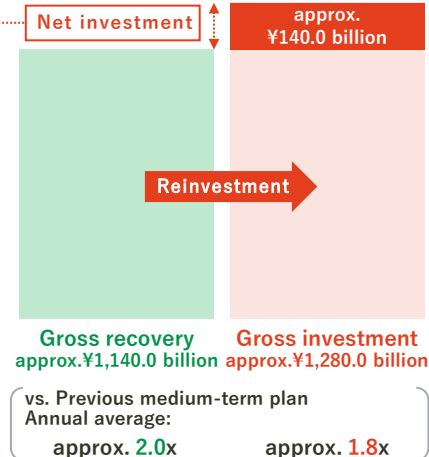 Net investment
approx.
¥140.0 billion
Reinvestment
Gross recovery
approx.¥1,140.0 billion
Gross investment
approx.¥1,280.0 billion
vs. Previous medium-term plan
Annual average:
approx. 2.0x
approx. 1.8x